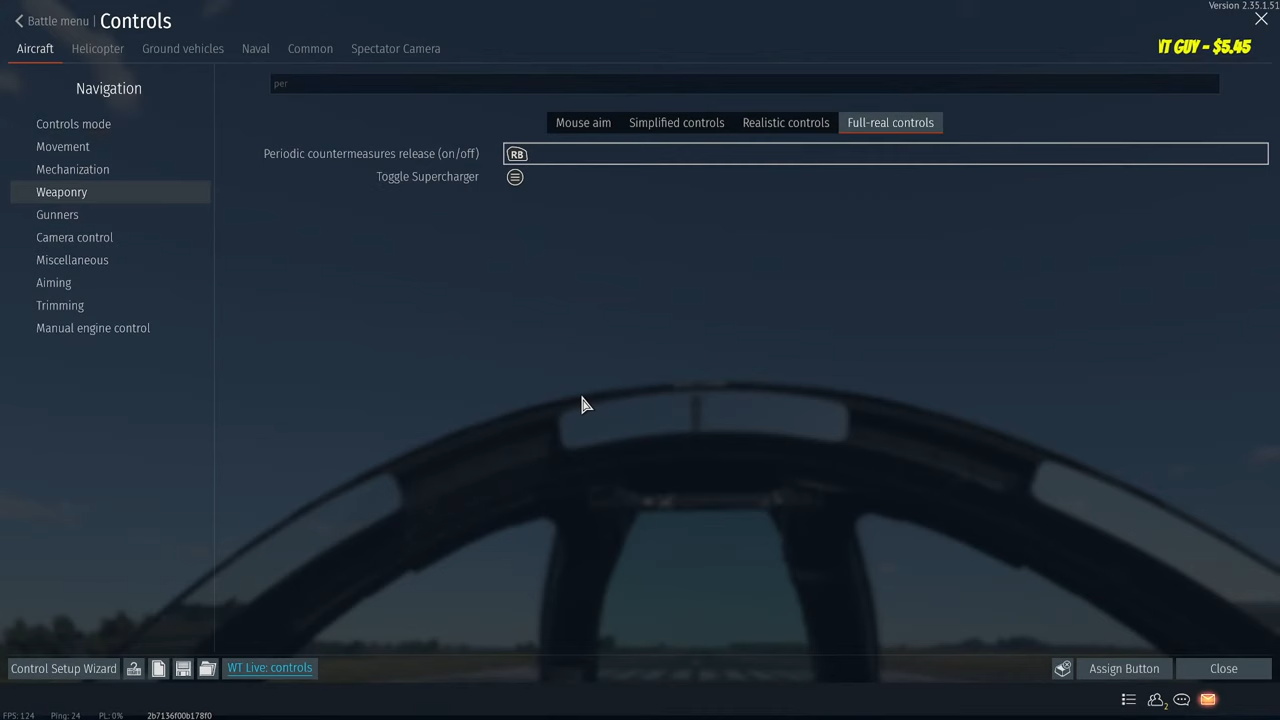 Version 2.35.1.51
Battle menu | Controls
Aircraft Helicopter Ground vehicles Naval Common Spectator Camera
VT GUY - $5.45
Navigation
per
Controls mode
Movement
Mechanization
Weaponry
Gunners
Camera control
Miscellaneous
Aiming
Trimming
Manual engine control
Mouse aim Simplified controls Realistic controls Full-real controls
Periodic countermeasures release (on/off) RB
Toggle Supercharger
Control Setup Wizard WT Live: controls Assign Button Close
2
FPS: 124 Ping: 24 PL: 0% 2b7136f00b178f0